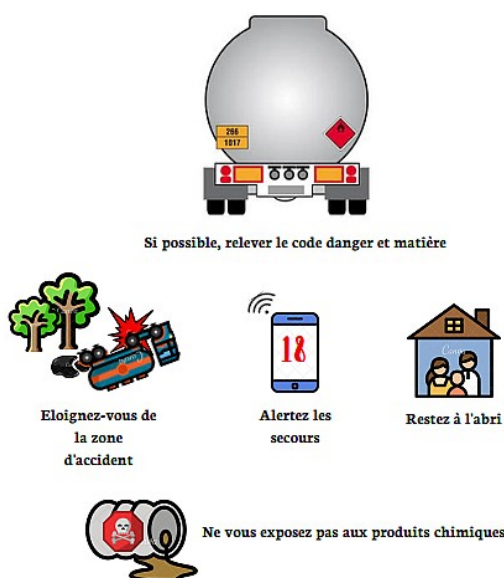 266
1017
Si possible, relever le code danger et matière
18
Eloignez-vous de
la zone
d'accident
Alertez les
secours
Canva
Restez à l'abri
Ne vous exposez pas aux produits chimiques